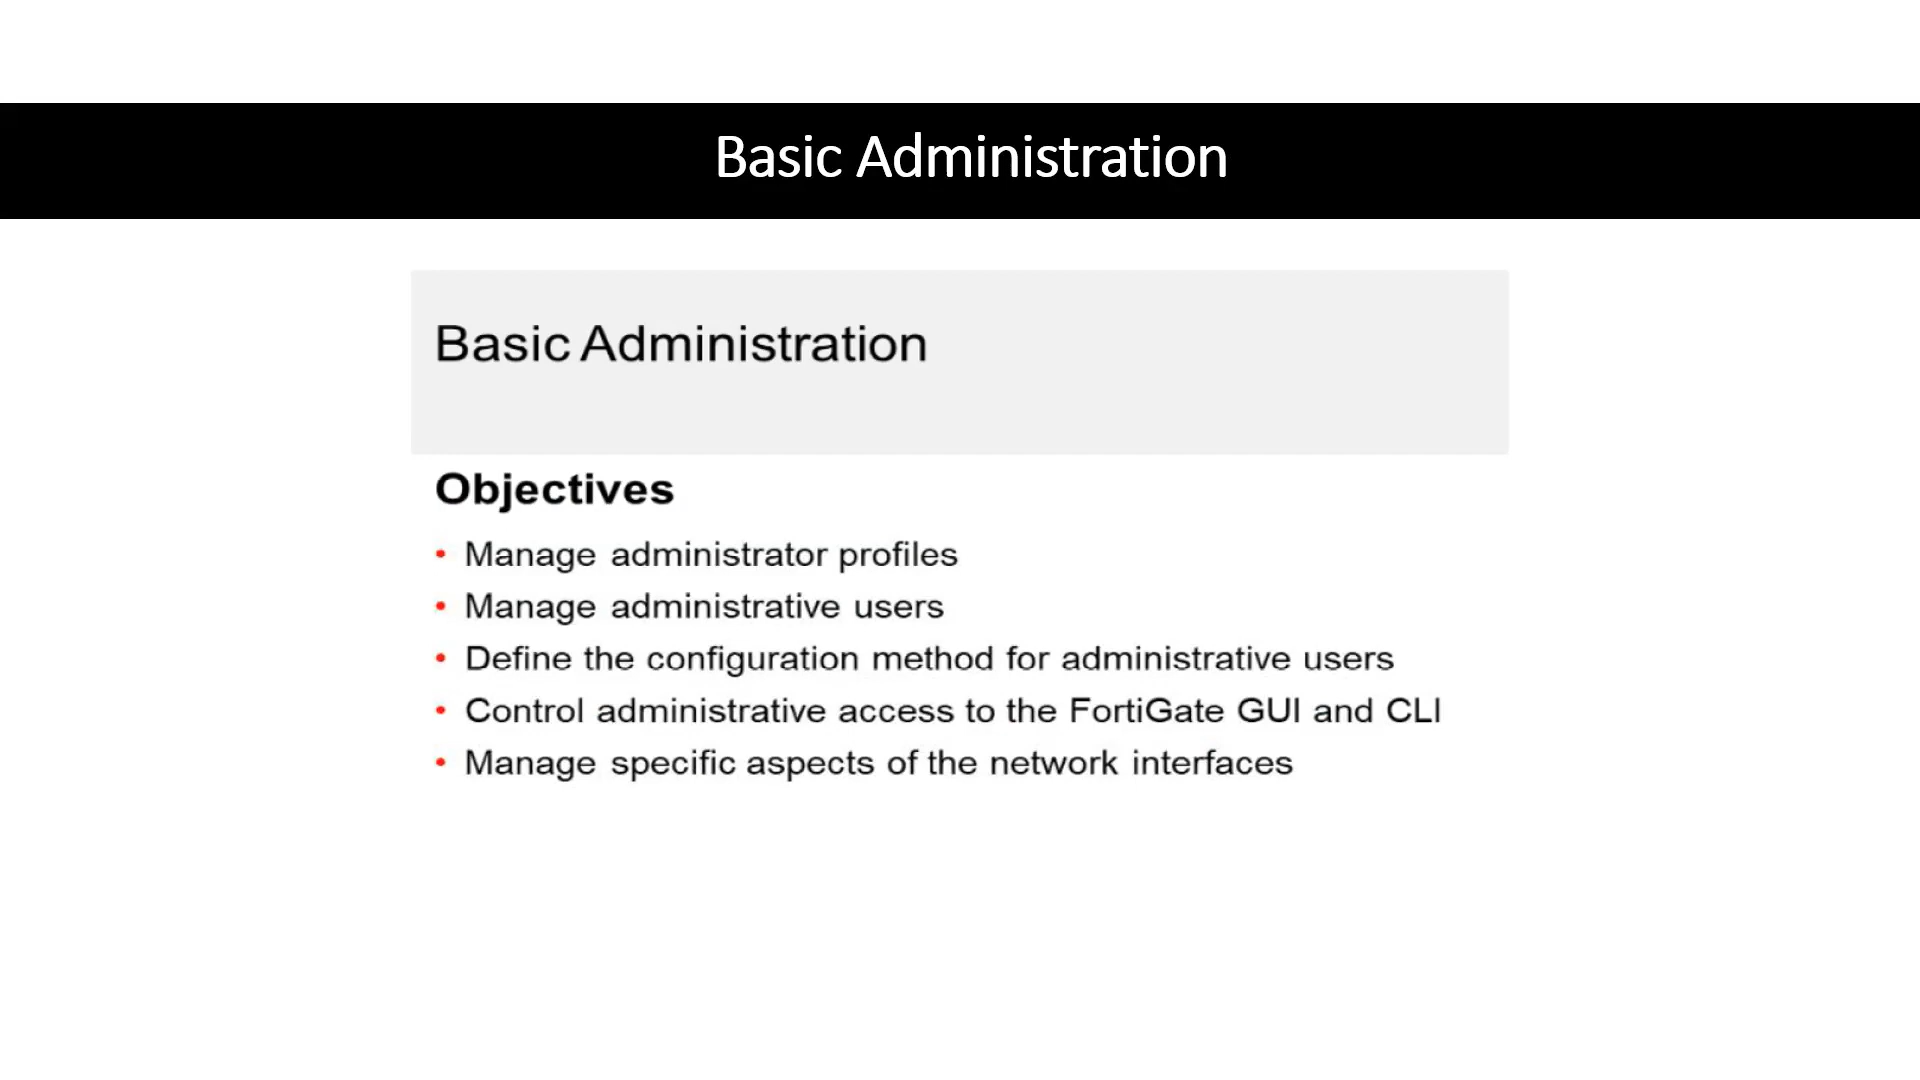 Basic Administration
Basic Administration
Objectives
• Manage administrator profiles
• Manage administrative users
• Define the configuration method for administrative users
• Control administrative access to the FortiGate GUI and CLI
• Manage specific aspects of the network interfaces